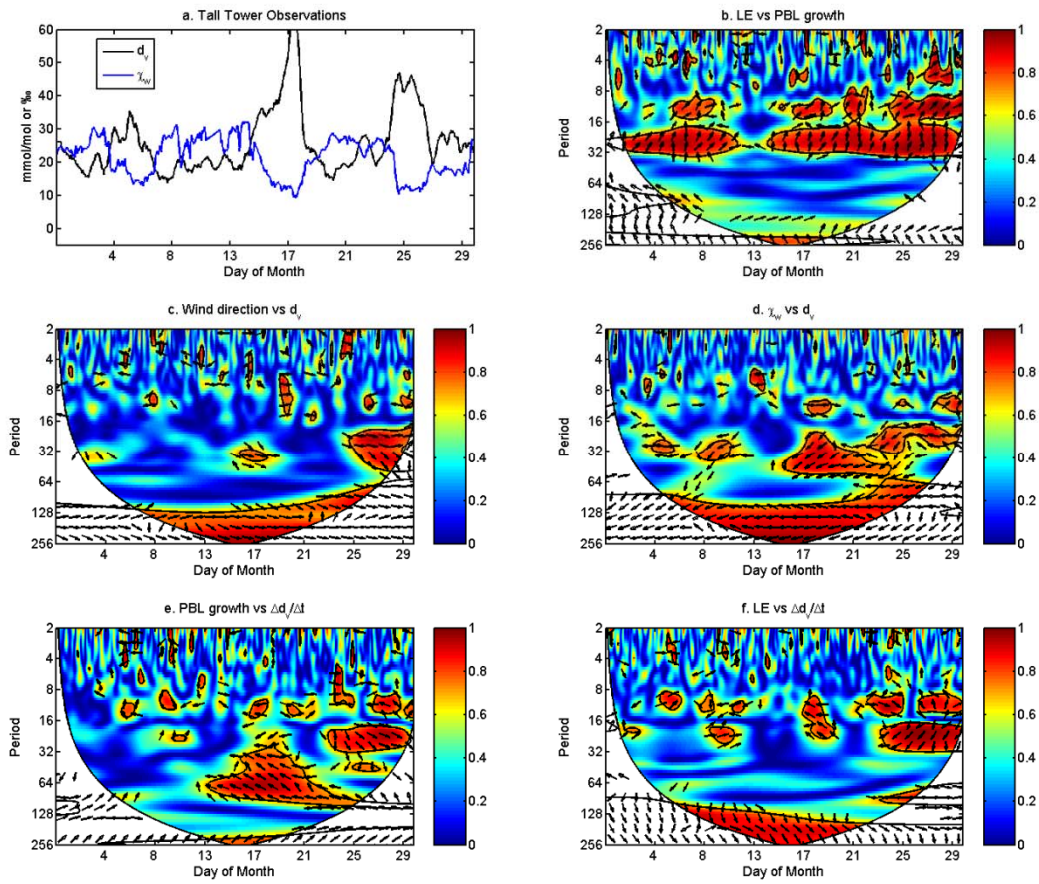 a. Tall Tower Observations
60
50
40
30
20
10
0
mmol/mol or ‰
d_v
χ_w
4 8 13 17 21 25 29
Day of Month
b. LE vs PBL growth
2
4
8
16
32
64
128
256
Period
4 8 13 17 21 25 29
Day of Month
1
0.8
0.6
0.4
0.2
0
c. Wind direction vs d_v
2
4
8
16
32
64
128
256
Period
4 8 13 17 21 25 29
Day of Month
1
0.8
0.6
0.4
0.2
0
d. χ_w vs d_v
2
4
8
16
32
64
128
256
Period
4 8 13 17 21 25 29
Day of Month
1
0.8
0.6
0.4
0.2
0
e. PBL growth vs Δd_v/Δt
2
4
8
16
32
64
128
256
Period
4 8 13 17 21 25 29
Day of Month
1
0.8
0.6
0.4
0.2
0
f. LE vs Δd_v/Δt
2
4
8
16
32
64
128
256
Period
4 8 13 17 21 25 29
Day of Month
1
0.8
0.6
0.4
0.2
0